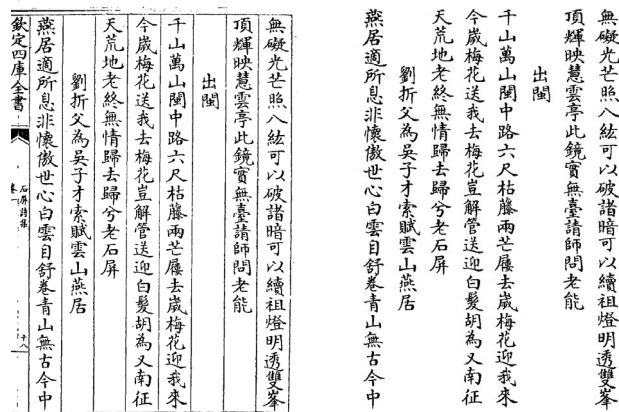 無礙光芒照八紘可以破諸暗可以續祖燈明透雙峯
頂輝映慧雲亭此鏡實無臺請師問老能
出閩
千山萬山閩中路六尺枯藤兩芒屨去歲梅花迎我來
今歲梅花送我去梅花豈解管送迎白髮胡為又南征
天荒地老終無情歸去歸兮老石屏
劉折父為吳子才索賦雲山燕居
燕居適所息非懷傲世心白雲自舒卷青山無古今中
欽定四庫全書
石屏詩集
卷一
十八
無礙光芒照八紘可以破諸暗可以續祖燈明透雙峯
頂輝映慧雲亭此鏡實無臺請師問老能
出閩
千山萬山閩中路六尺枯藤兩芒屨去歲梅花迎我來
今歲梅花送我去梅花豈解管送迎白髮胡為又南征
天荒地老終無情歸去歸兮老石屏
劉折父為吳子才索賦雲山燕居
燕居適所息非懷傲世心白雲自舒卷青山無古今中